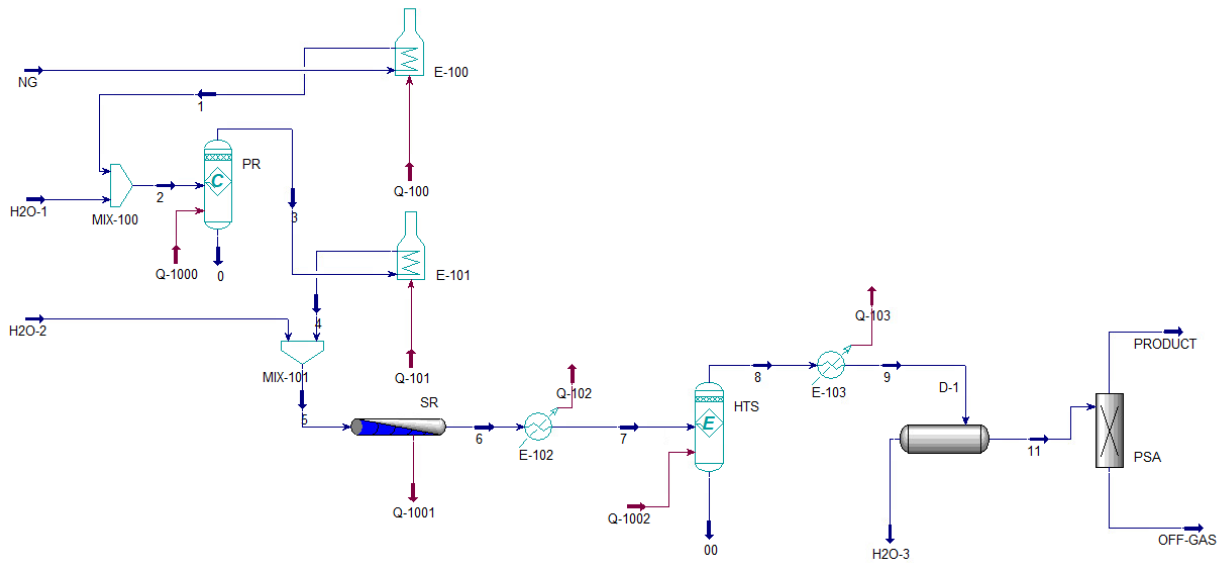 E-100
NG
1
PR
C
2
Q-100
H2O-1
MIX-100
3
Q-1000
0
E-101
H2O-2
4
Q-103
PRODUCT
MIX-101
Q-101
Q-102
8
E-103
9
D-1
5
SR
HTS
6
E-102
7
E
11
PSA
Q-1001
Q-1002
00
H2O-3
OFF-GAS